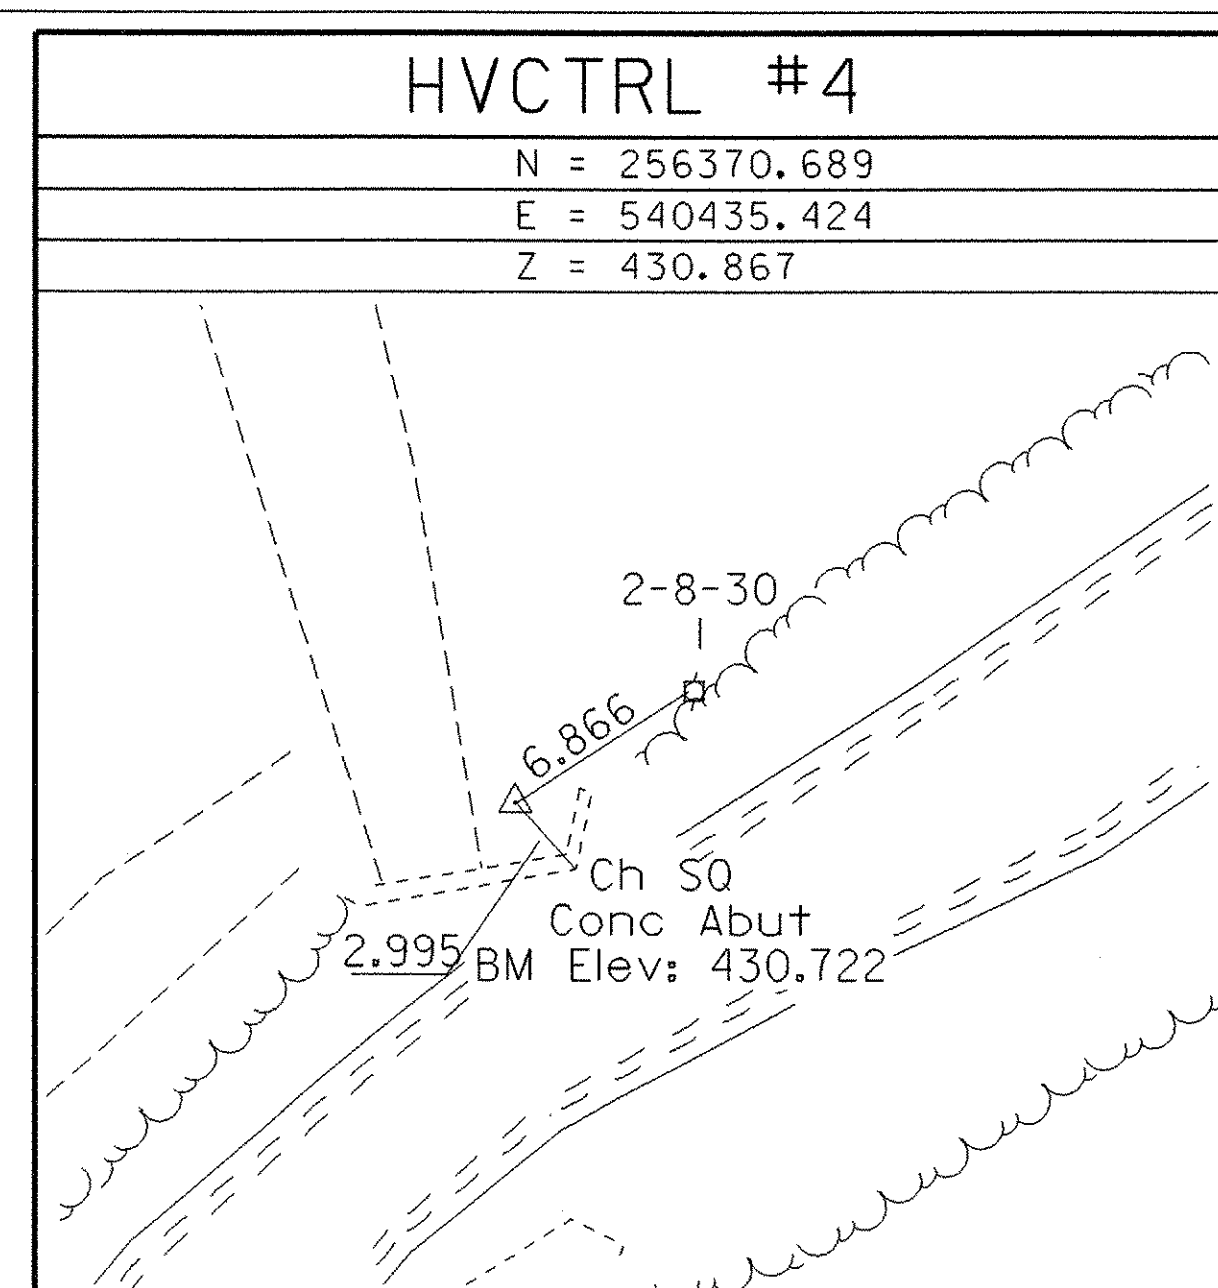 HVCTRL #4
N = 256370.689
E = 540435.424
Z = 430.867
2-8-30
6.866
Ch SQ
Conc Abut
2.995
BM Elev: 430.722